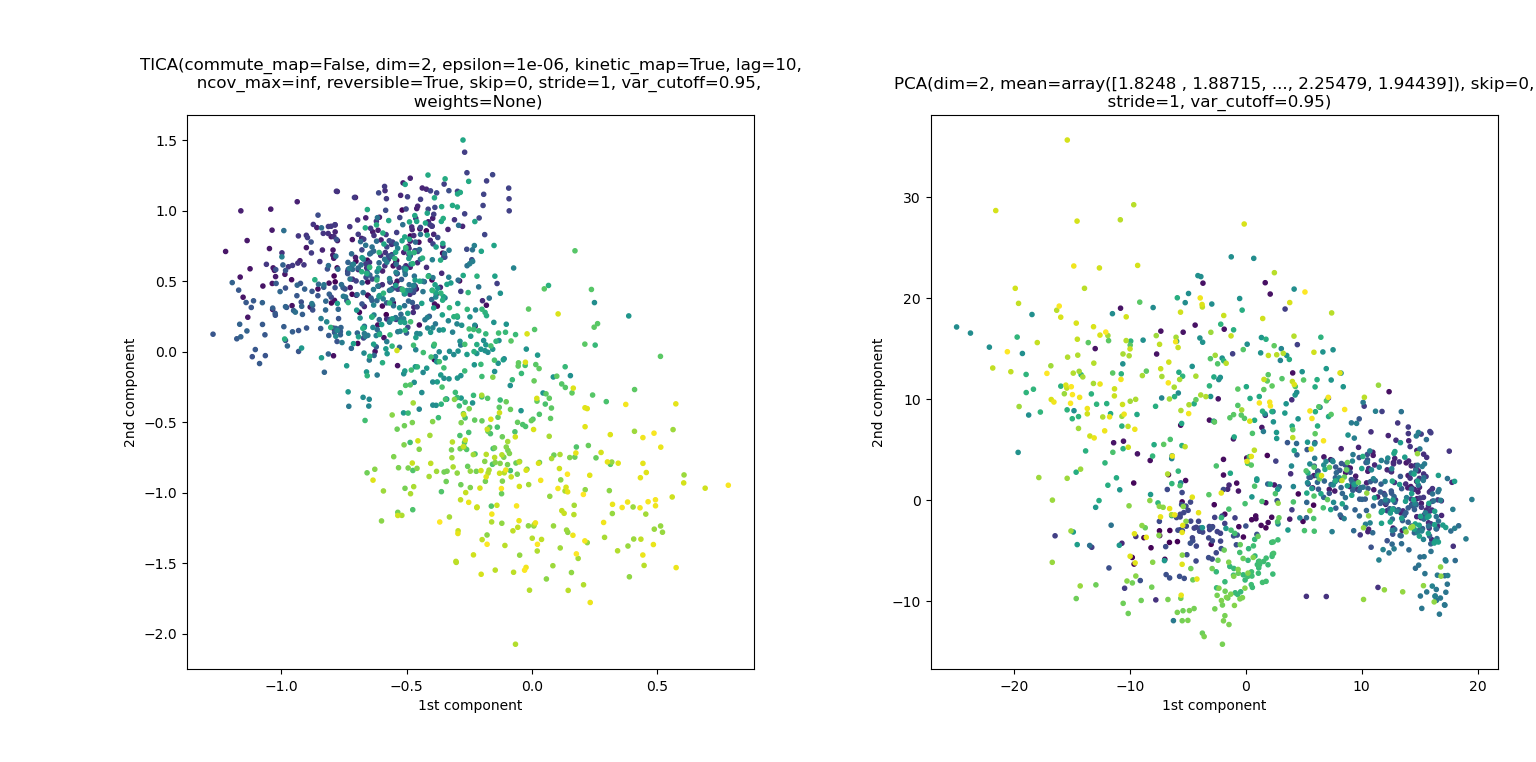 TICA(commute_map=False, dim=2, epsilon=1e-06, kinetic_map=True, lag=10,
ncov_max=inf, reversible=True, skip=0, stride=1, var_cutoff=0.95,
weights=None)
1.5
1.0
0.5
0.0
−0.5
−1.0
−1.5
−2.0
2nd component
−1.0
−0.5
0.0
0.5
1st component
PCA(dim=2, mean=array([1.8248 , 1.88715, ..., 2.25479, 1.94439]), skip=0,
stride=1, var_cutoff=0.95)
30
20
10
0
−10
2nd component
−20
−10
0
10
20
1st component